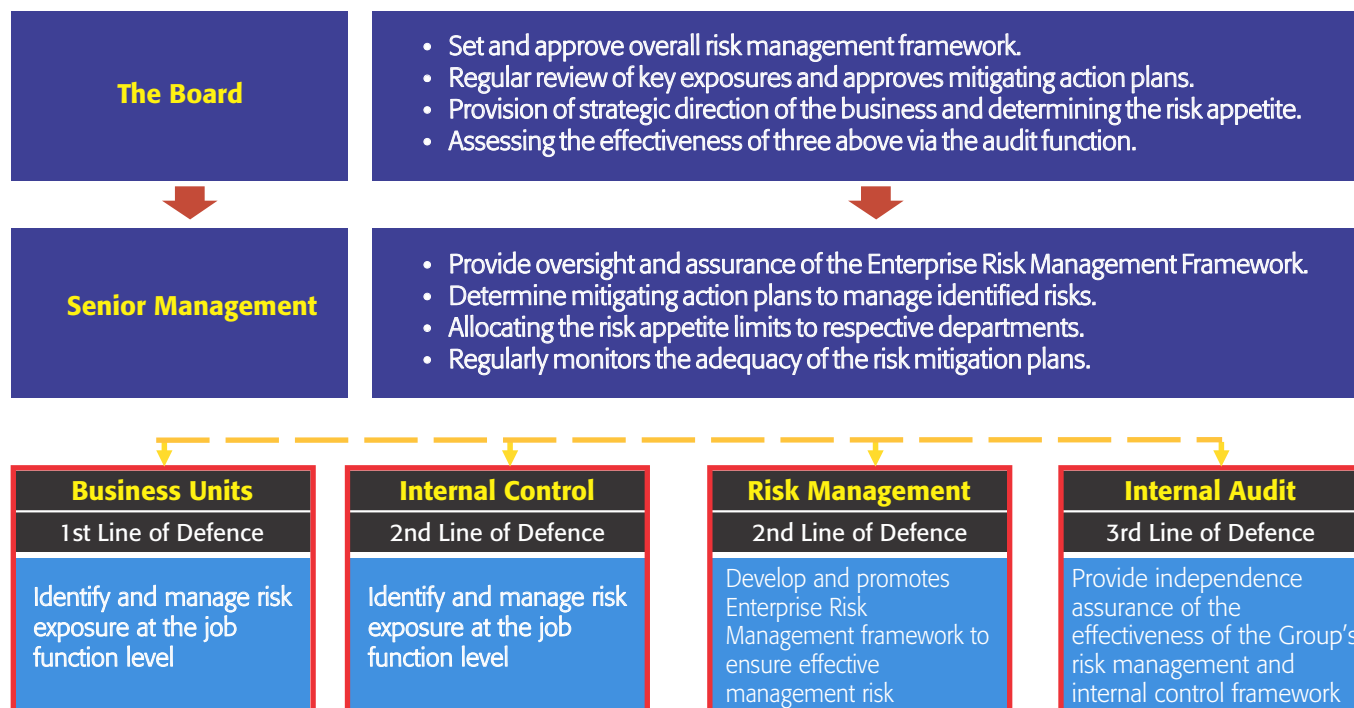 The Board
• Set and approve overall risk management framework.
• Regular review of key exposures and approves mitigating action plans.
• Provision of strategic direction of the business and determining the risk appetite.
• Assessing the effectiveness of three above via the audit function.
Senior Management
• Provide oversight and assurance of the Enterprise Risk Management Framework.
• Determine mitigating action plans to manage identified risks.
• Allocating the risk appetite limits to respective departments.
• Regularly monitors the adequacy of the risk mitigation plans.
Business Units
1st Line of Defence
Identify and manage risk
exposure at the job
function level
Internal Control
2nd Line of Defence
Identify and manage risk
exposure at the job
function level
Risk Management
2nd Line of Defence
Develop and promotes
Enterprise Risk
Management framework to
ensure effective
management risk
Internal Audit
3rd Line of Defence
Provide independence
assurance of the
effectiveness of the Group's
risk management and
internal control framework